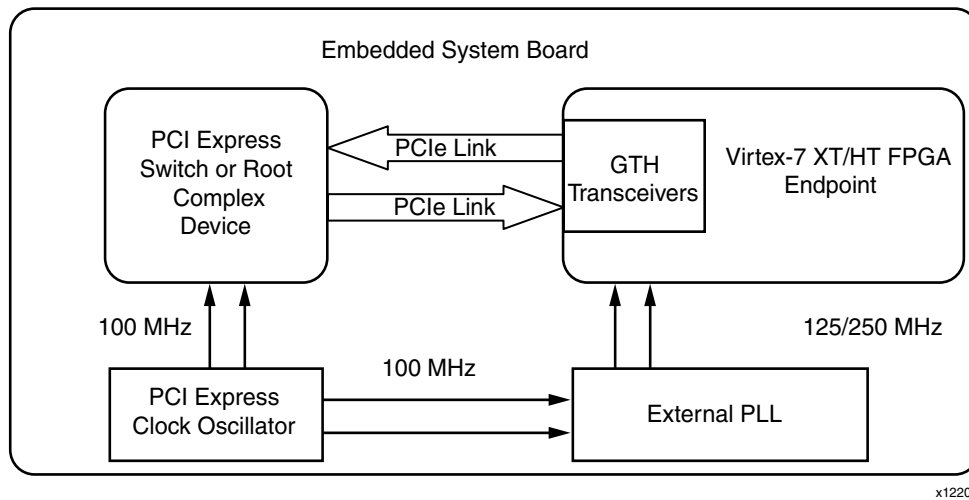 Embedded System Board
PCI Express
Switch or Root
Complex
Device
PCIe Link
PCIe Link
GTH
Transceivers
Virtex-7 XT/HT FPGA
Endpoint
100 MHz
125/250 MHz
100 MHz
PCI Express
Clock Oscillator
External PLL
x1220